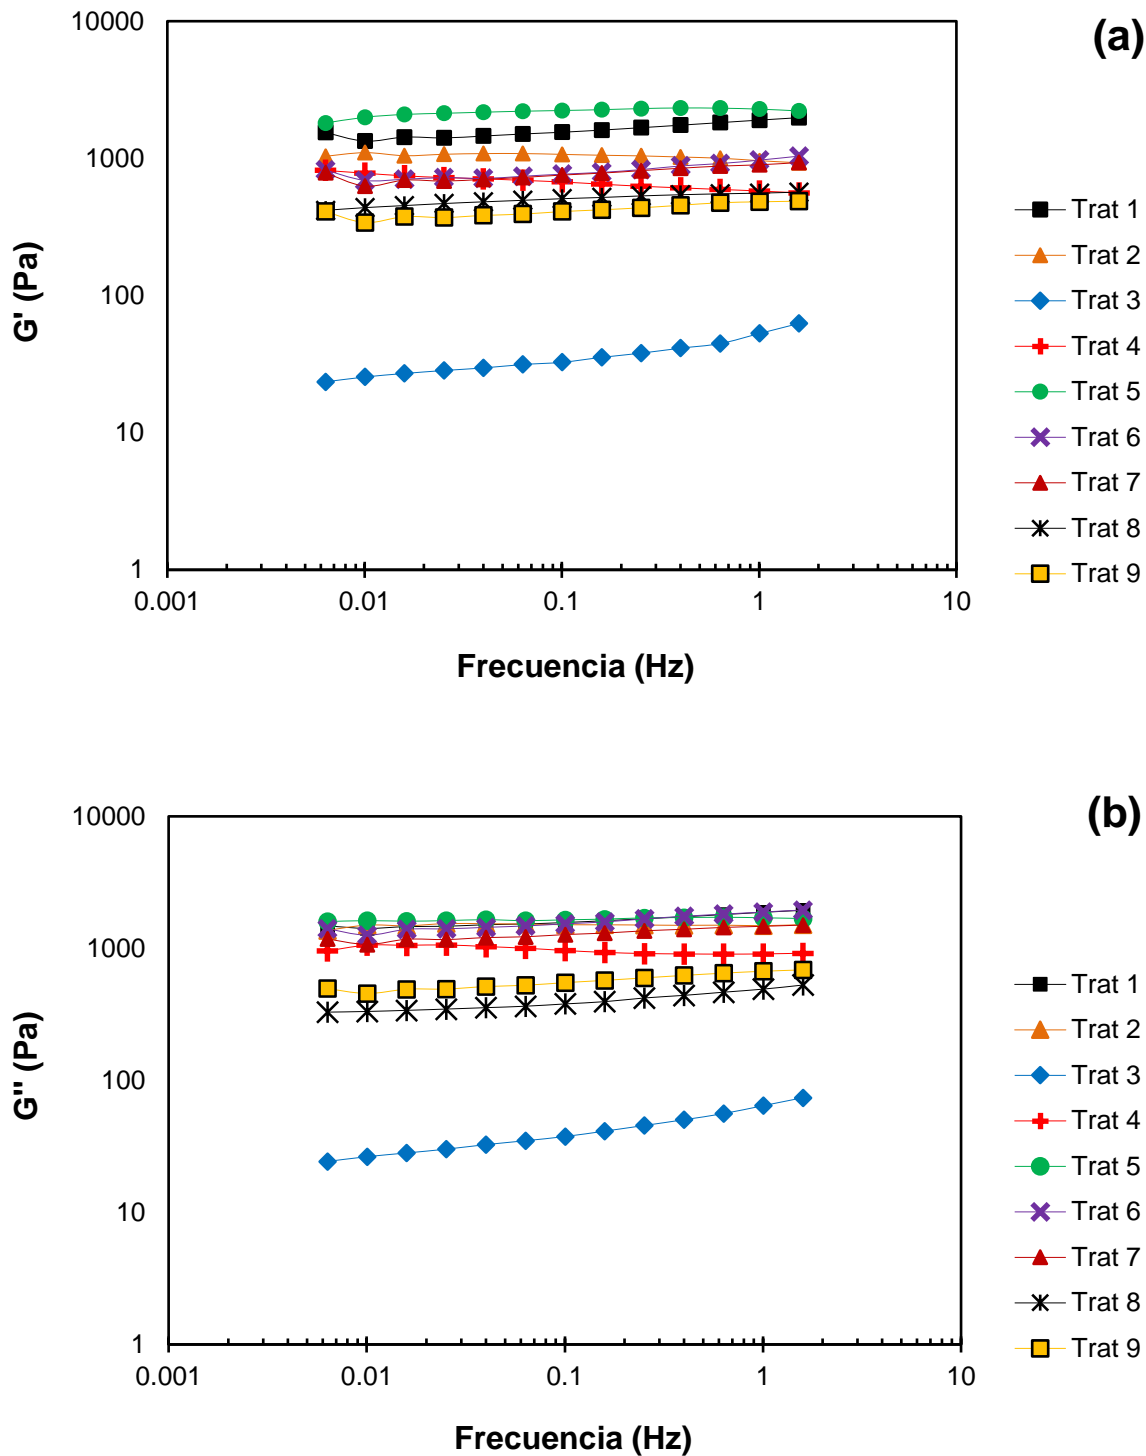 (a)
10000
1000
100
10
1
G' (Pa)
0.001 0.01 0.1 1 10
Frecuencia (Hz)
Trat 1
Trat 2
Trat 3
Trat 4
Trat 5
Trat 6
Trat 7
Trat 8
Trat 9
(b)
10000
1000
100
10
1
G'' (Pa)
0.001 0.01 0.1 1 10
Frecuencia (Hz)
Trat 1
Trat 2
Trat 3
Trat 4
Trat 5
Trat 6
Trat 7
Trat 8
Trat 9